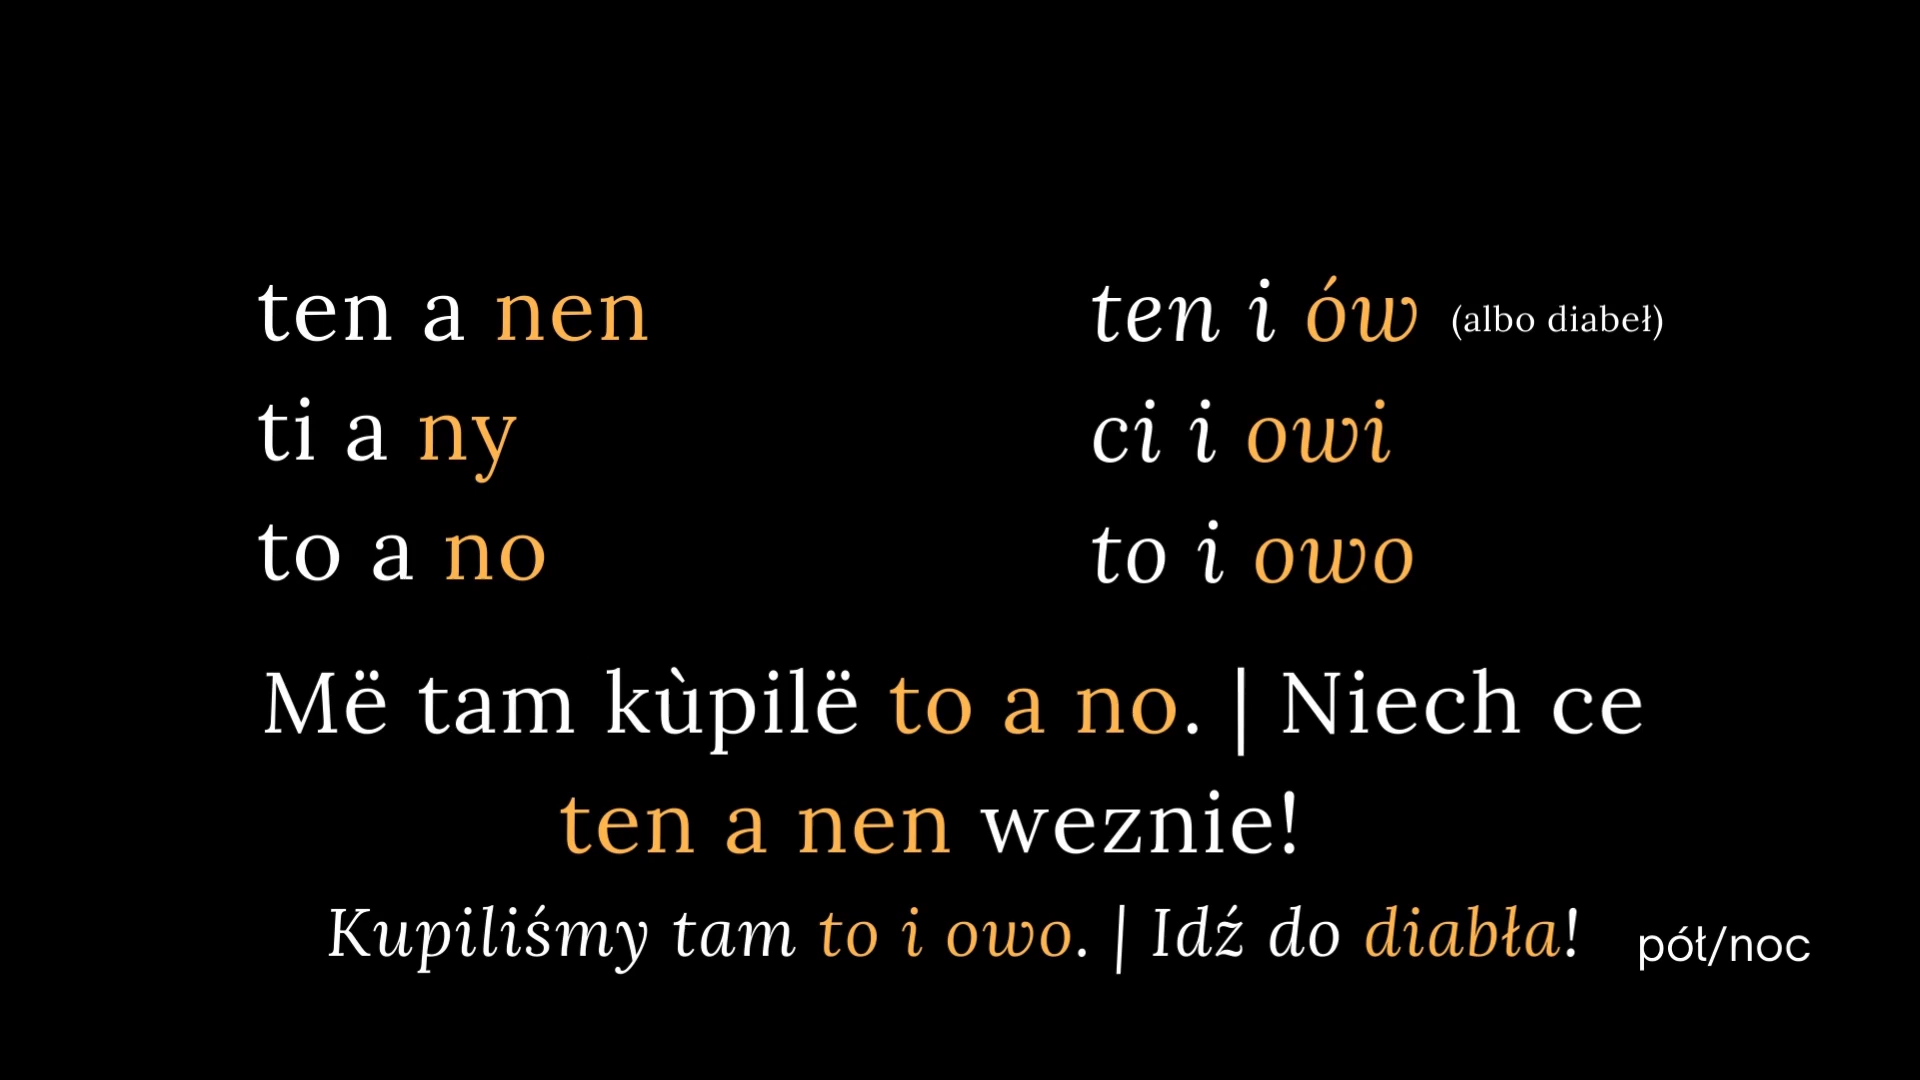 ten a nen
ten i ów (albo diabeł)
ti a ny
ci i owi
to a no
to i owo
Më tam kùpilë to a no. | Niech ce
ten a nen weznie!
Kupiliśmy tam to i owo. | Idź do diabła!
pół/noc